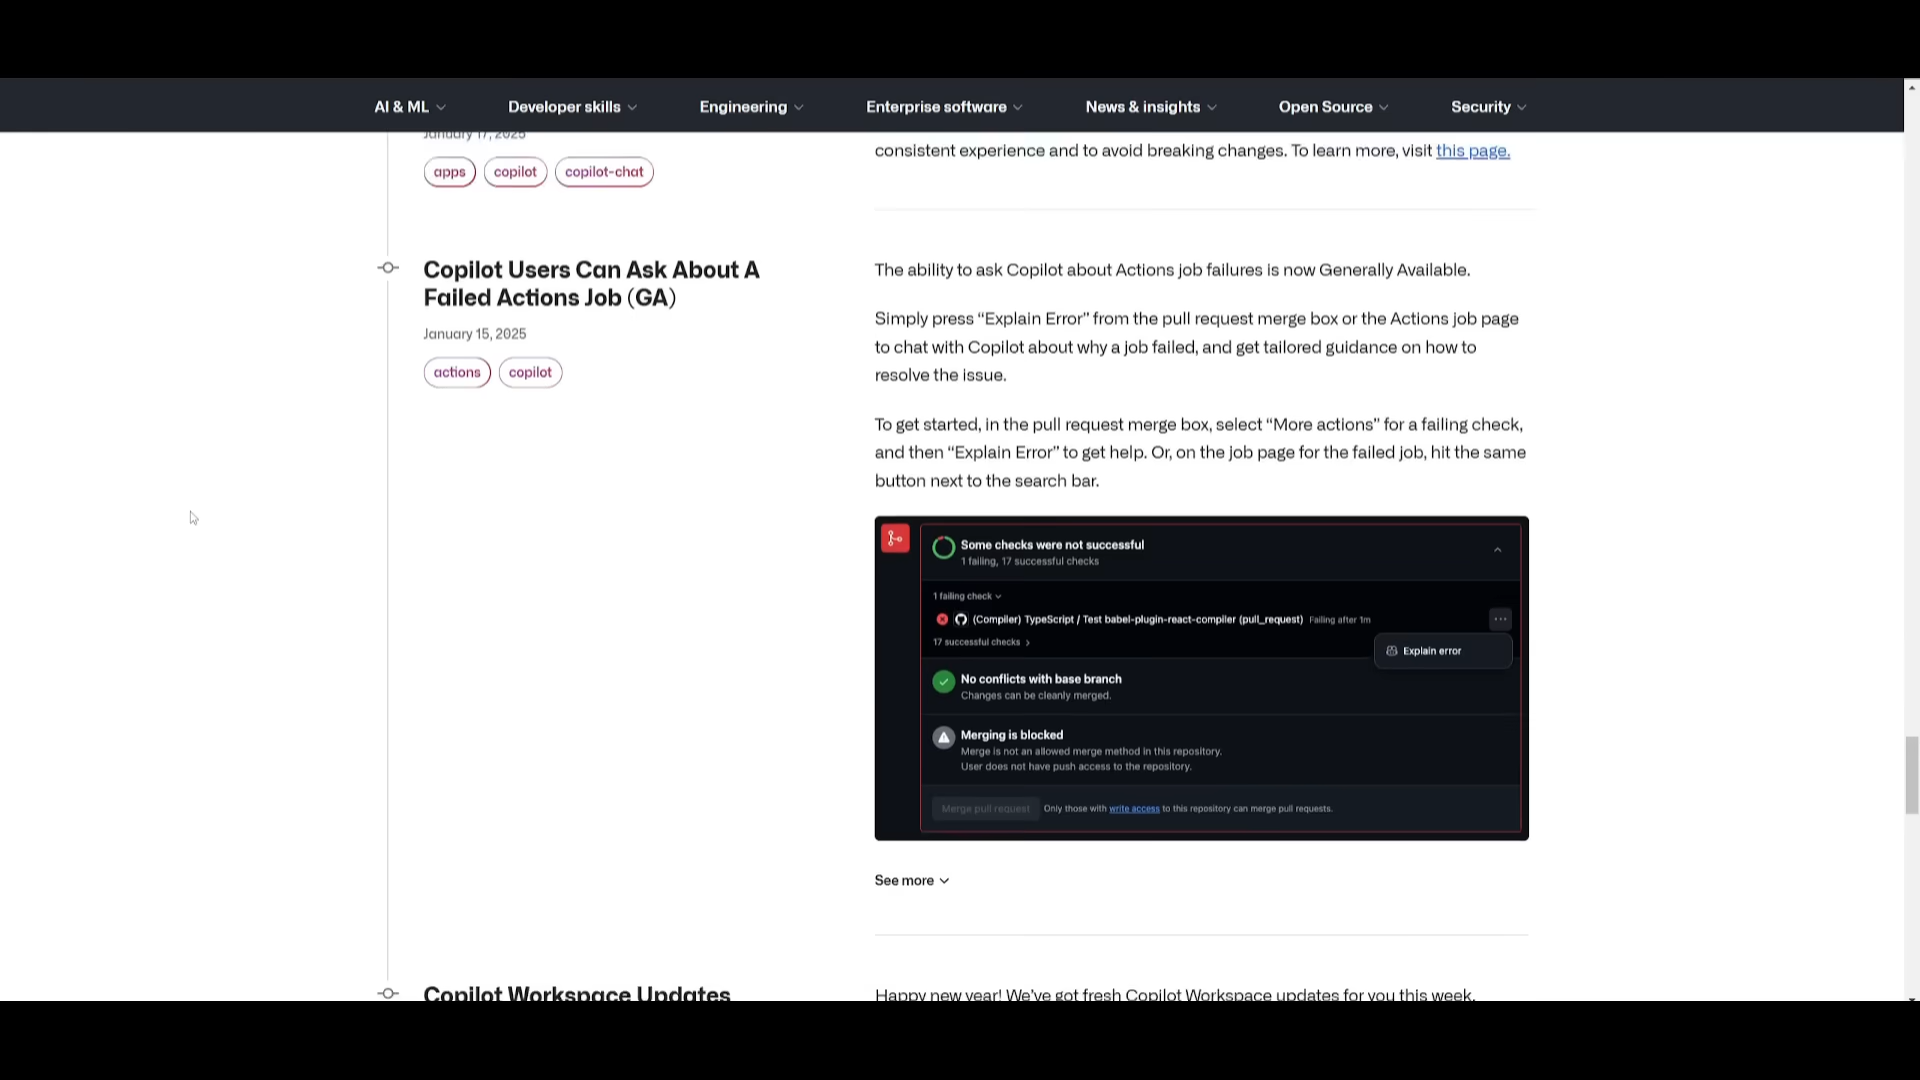 AI & ML
Developer skills
Engineering
Enterprise software
News & insights
Open Source
Security
January 17, 2025
apps
copilot
copilot-chat
consistent experience and to avoid breaking changes. To learn more, visit this page.
Copilot Users Can Ask About A
Failed Actions Job (GA)
January 15, 2025
actions
copilot
The ability to ask Copilot about Actions job failures is now Generally Available.
Simply press “Explain Error” from the pull request merge box or the Actions job page
to chat with Copilot about why a job failed, and get tailored guidance on how to
resolve the issue.
To get started, in the pull request merge box, select “More actions” for a failing check,
and then “Explain Error” to get help. Or, on the job page for the failed job, hit the same
button next to the search bar.
Some checks were not successful
1 failing, 17 successful checks
1 failing check
(Compiler) TypeScript / Test babel-plugin-react-compiler (pull_request) Failing after 1m
17 successful checks
Explain error
No conflicts with base branch
Changes can be cleanly merged.
Merging is blocked
Merge is not an allowed merge method in this repository.
User does not have push access to the repository.
Merge pull request
Only those with write access to this repository can merge pull requests.
See more
Copilot Workspace Updates
Happy new year! We’ve got fresh Copilot Workspace updates for you this week.